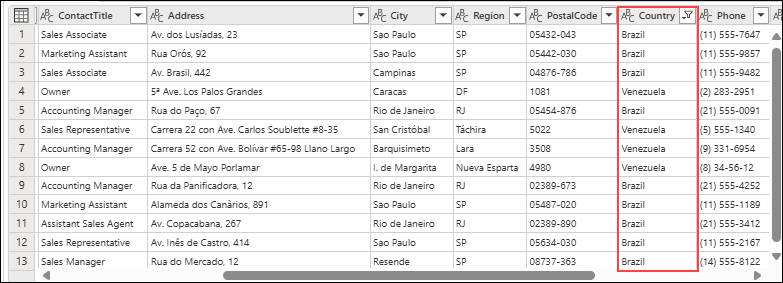 ContactTitle Address City Region PostalCode Country Phone
1 Sales Associate Av. dos Lusíadas, 23 Sao Paulo SP 05432-043 Brazil (11) 555-7647
2 Marketing Assistant Rua Orós, 92 Sao Paulo SP 05442-030 Brazil (11) 555-9857
3 Sales Associate Av. Brasil, 442 Campinas SP 04876-786 Brazil (11) 555-9482
4 Owner 5ª Ave. Los Palos Grandes Caracas DF 1081 Venezuela (2) 283-2951
5 Accounting Manager Rua do Paço, 67 Rio de Janeiro RJ 05454-876 Brazil (21) 555-0091
6 Sales Representative Carrera 22 con Ave. Carlos Soublette #8-35 San Cristóbal Táchira 5022 Venezuela (5) 555-1340
7 Accounting Manager Carrera 52 con Ave. Bolívar #65-98 Llano Largo Barquisimeto Lara 3508 Venezuela (9) 331-6954
8 Owner Ave. 5 de Mayo Porlamar I. de Margarita Nueva Esparta 4980 Venezuela (8) 34-56-12
9 Accounting Manager Rua da Panificadora, 12 Rio de Janeiro RJ 02389-673 Brazil (21) 555-4252
10 Marketing Assistant Alameda dos Canàrios, 891 Sao Paulo SP 05487-020 Brazil (11) 555-1189
11 Assistant Sales Agent Av. Copacabana, 267 Rio de Janeiro RJ 02389-890 Brazil (21) 555-3412
12 Sales Representative Av. Inês de Castro, 414 Sao Paulo SP 05634-030 Brazil (11) 555-2167
13 Sales Manager Rua do Mercado, 12 Resende SP 08737-363 Brazil (14) 555-8122